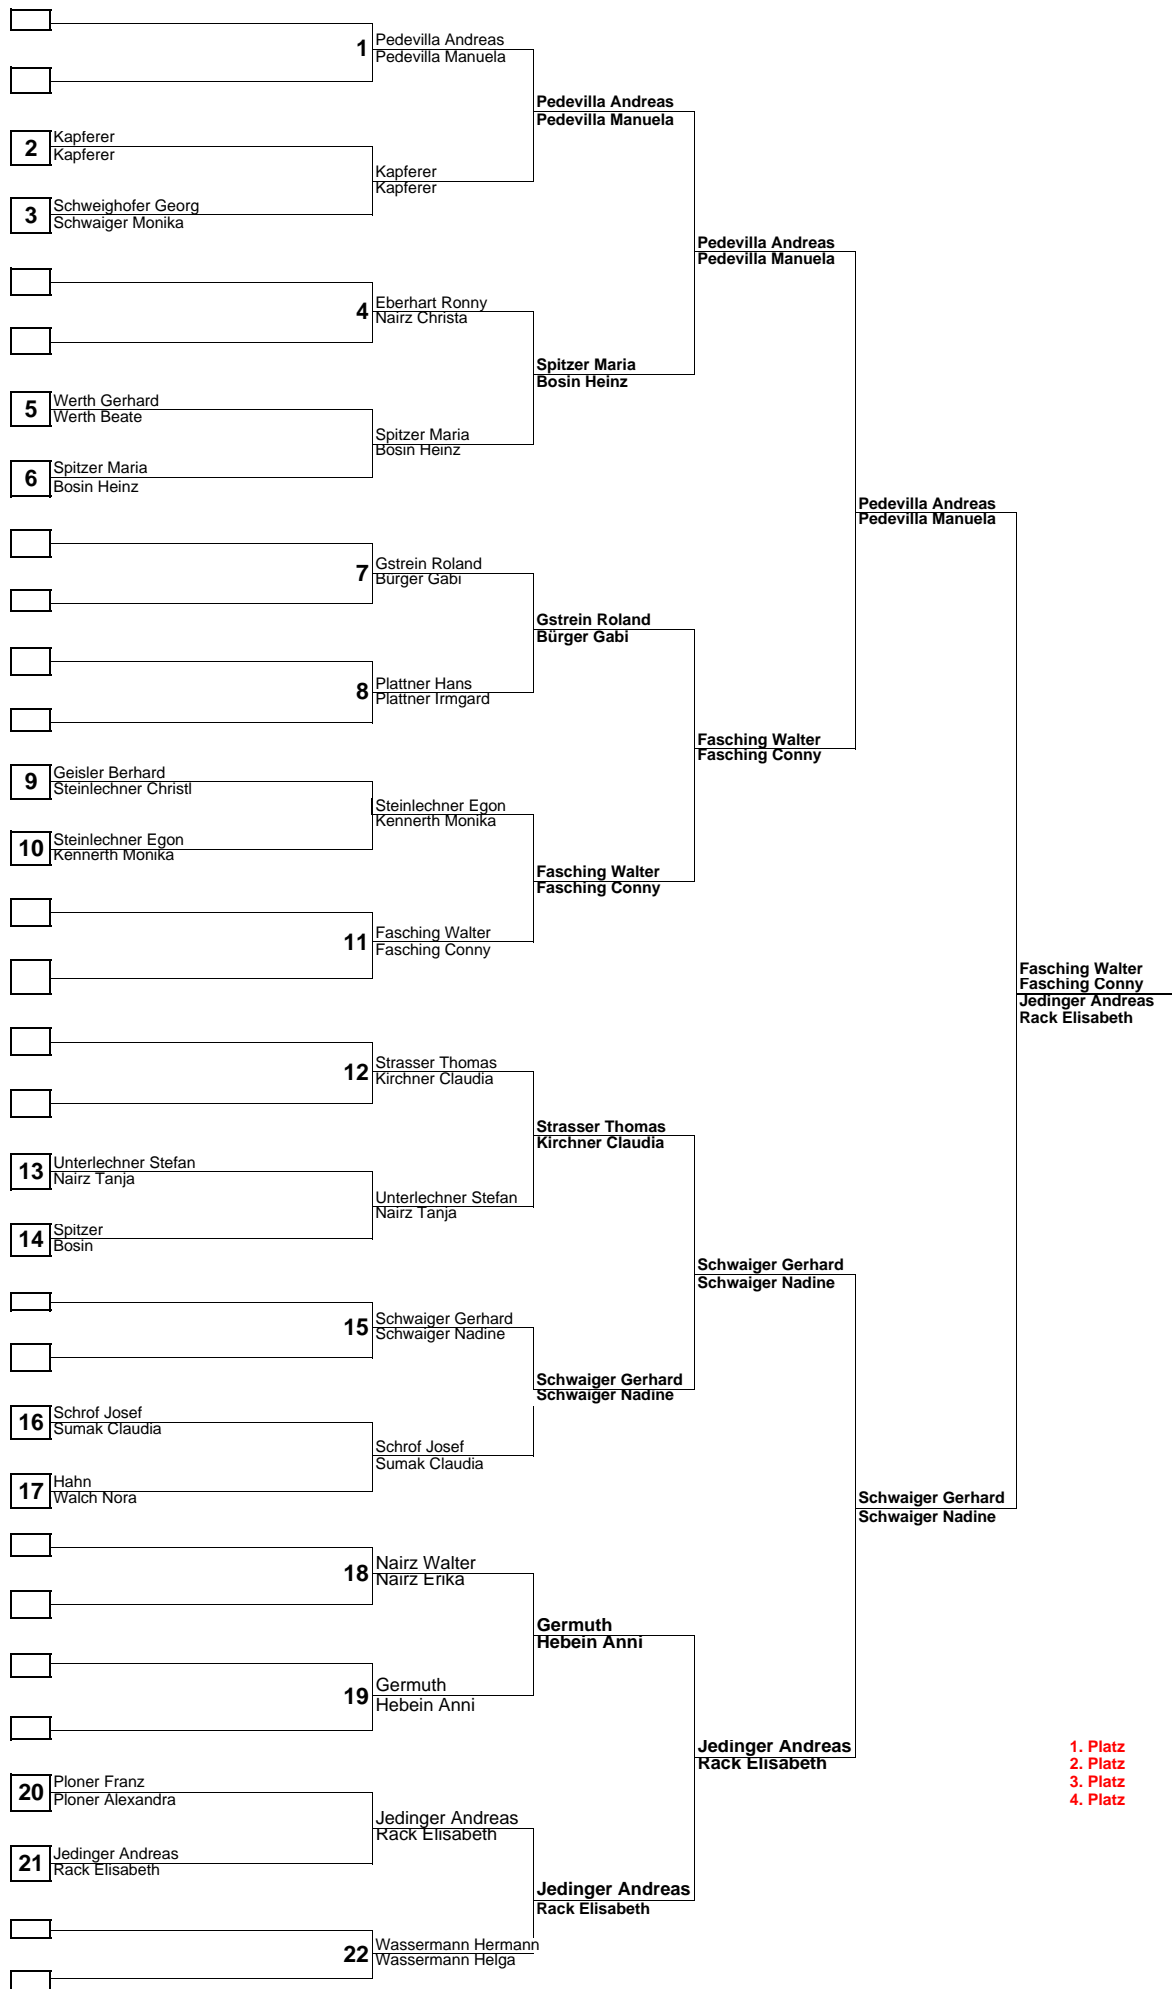 1
Pedevilla Andreas
Pedevilla Manuela
Pedevilla Andreas
Pedevilla Manuela
2
Kapferer
Kapferer
Kapferer
Kapferer
3
Schweighofer Georg
Schwaiger Monika
Pedevilla Andreas
Pedevilla Manuela
4
Eberhart Ronny
Nairz Christa
Spitzer Maria
Bosin Heinz
5
Werth Gerhard
Werth Beate
Spitzer Maria
Bosin Heinz
6
Spitzer Maria
Bosin Heinz
Pedevilla Andreas
Pedevilla Manuela
7
Gstrein Roland
Bürger Gabi
Gstrein Roland
Bürger Gabi
8
Plattner Hans
Plattner Irmgard
Fasching Walter
Fasching Conny
9
Geisler Berhard
Steinlechner Christl
Steinlechner Egon
Kennerth Monika
10
Steinlechner Egon
Kennerth Monika
Fasching Walter
Fasching Conny
11
Fasching Walter
Fasching Conny
Fasching Walter
Fasching Conny
Jedinger Andreas
Rack Elisabeth
12
Strasser Thomas
Kirchner Claudia
Strasser Thomas
Kirchner Claudia
13
Unterlechner Stefan
Nairz Tanja
Unterlechner Stefan
Nairz Tanja
14
Spitzer
Bosin
Schwaiger Gerhard
Schwaiger Nadine
15
Schwaiger Gerhard
Schwaiger Nadine
Schwaiger Gerhard
Schwaiger Nadine
16
Schrof Josef
Sumak Claudia
Schrof Josef
Sumak Claudia
17
Hahn
Walch Nora
Schwaiger Gerhard
Schwaiger Nadine
18
Nairz Walter
Nairz Erika
Germuth
Hebein Anni
19
Germuth
Hebein Anni
Jedinger Andreas
Rack Elisabeth
1. Platz
2. Platz
3. Platz
4. Platz
20
Ploner Franz
Ploner Alexandra
Jedinger Andreas
Rack Elisabeth
21
Jedinger Andreas
Rack Elisabeth
Jedinger Andreas
Rack Elisabeth
22
Wassermann Hermann
Wassermann Helga